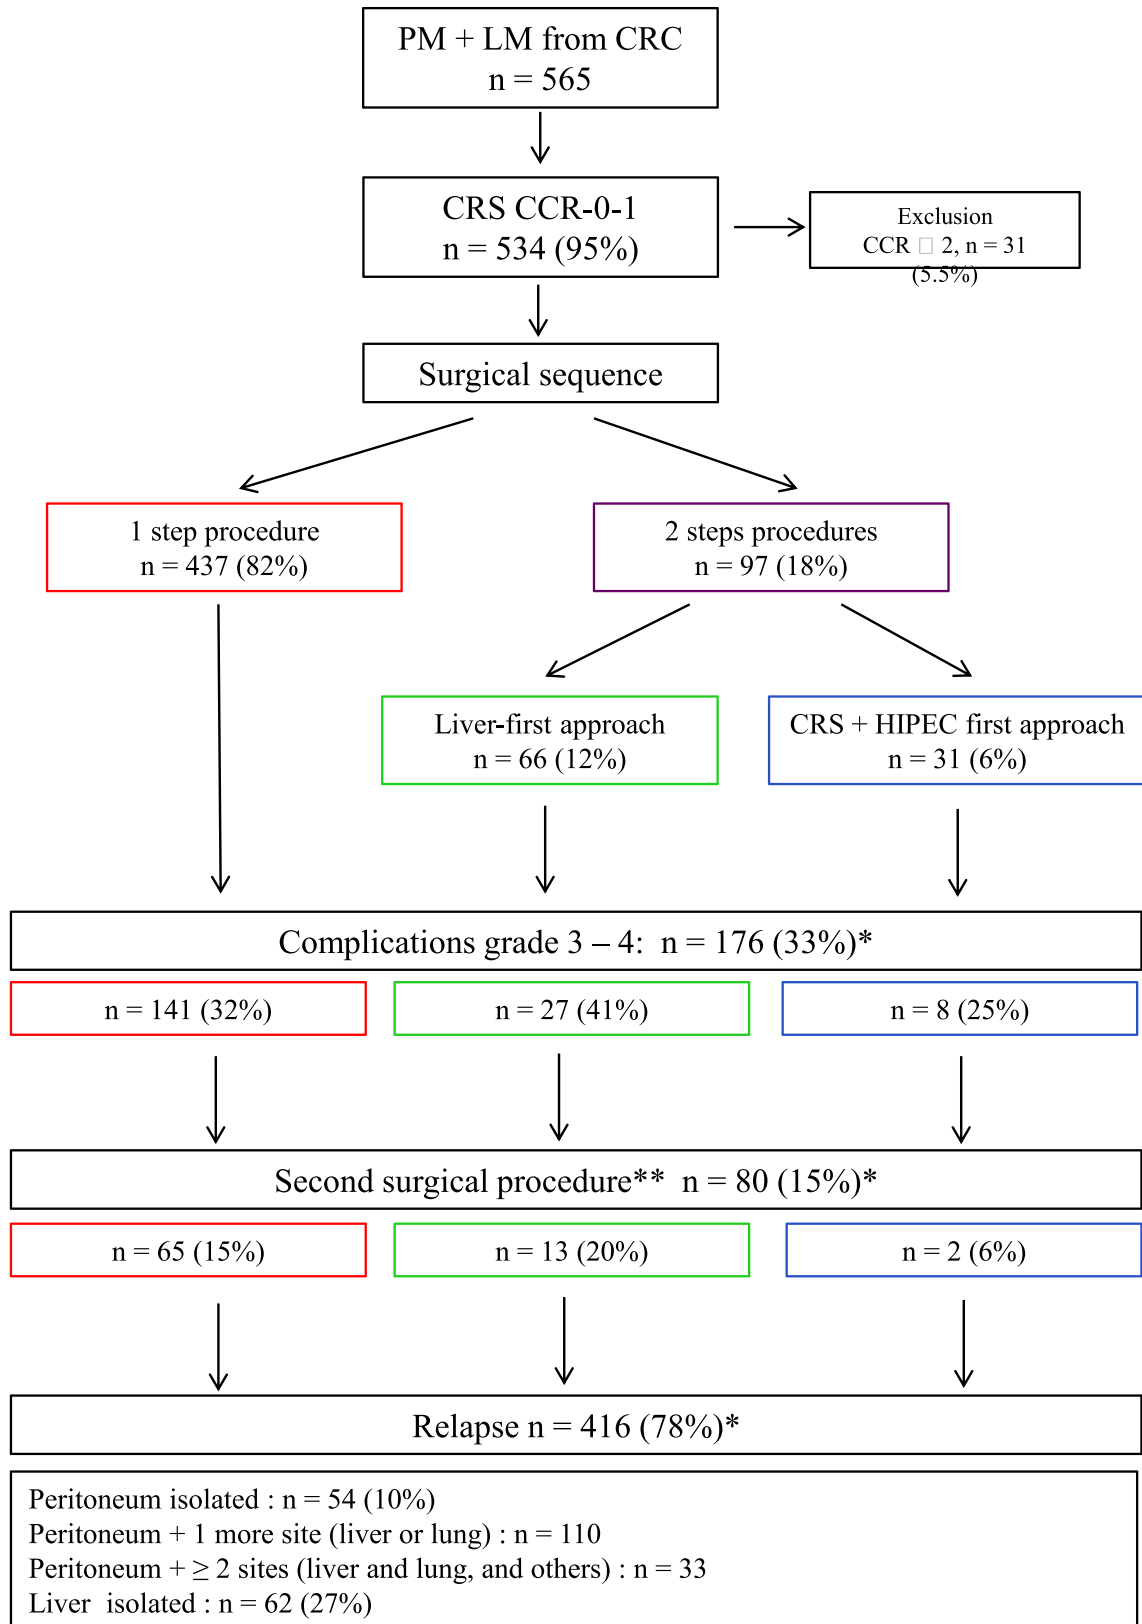 PM + LM from CRC
n = 565
CRS CCR-0-1
n = 534 (95%)
Exclusion
CCR □ 2, n = 31
(5.5%)
Surgical sequence
1 step procedure
n = 437 (82%)
2 steps procedures
n = 97 (18%)
Liver-first approach
n = 66 (12%)
CRS + HIPEC first approach
n = 31 (6%)
Complications grade 3 – 4: n = 176 (33%)*
n = 141 (32%)
n = 27 (41%)
n = 8 (25%)
Second surgical procedure** n = 80 (15%)*
n = 65 (15%)
n = 13 (20%)
n = 2 (6%)
Relapse n = 416 (78%)*
Peritoneum isolated : n = 54 (10%)
Peritoneum + 1 more site (liver or lung) : n = 110
Peritoneum + ≥ 2 sites (liver and lung, and others) : n = 33
Liver isolated : n = 62 (27%)